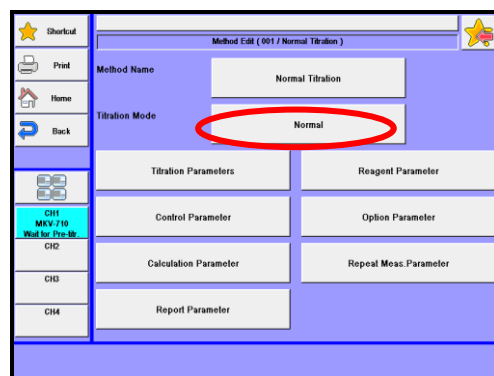 Shortcut
Print
Home
Back
CH1
MKV-710
Wait for Pre-titr.
CH2
CH3
CH4
Method Edit ( 001 / Normal Titration )
Method Name
Normal Titration
Titration Mode
Normal
Titration Parameters
Reagent Parameter
Control Parameter
Option Parameter
Calculation Parameter
Repeat Meas.Parameter
Report Parameter